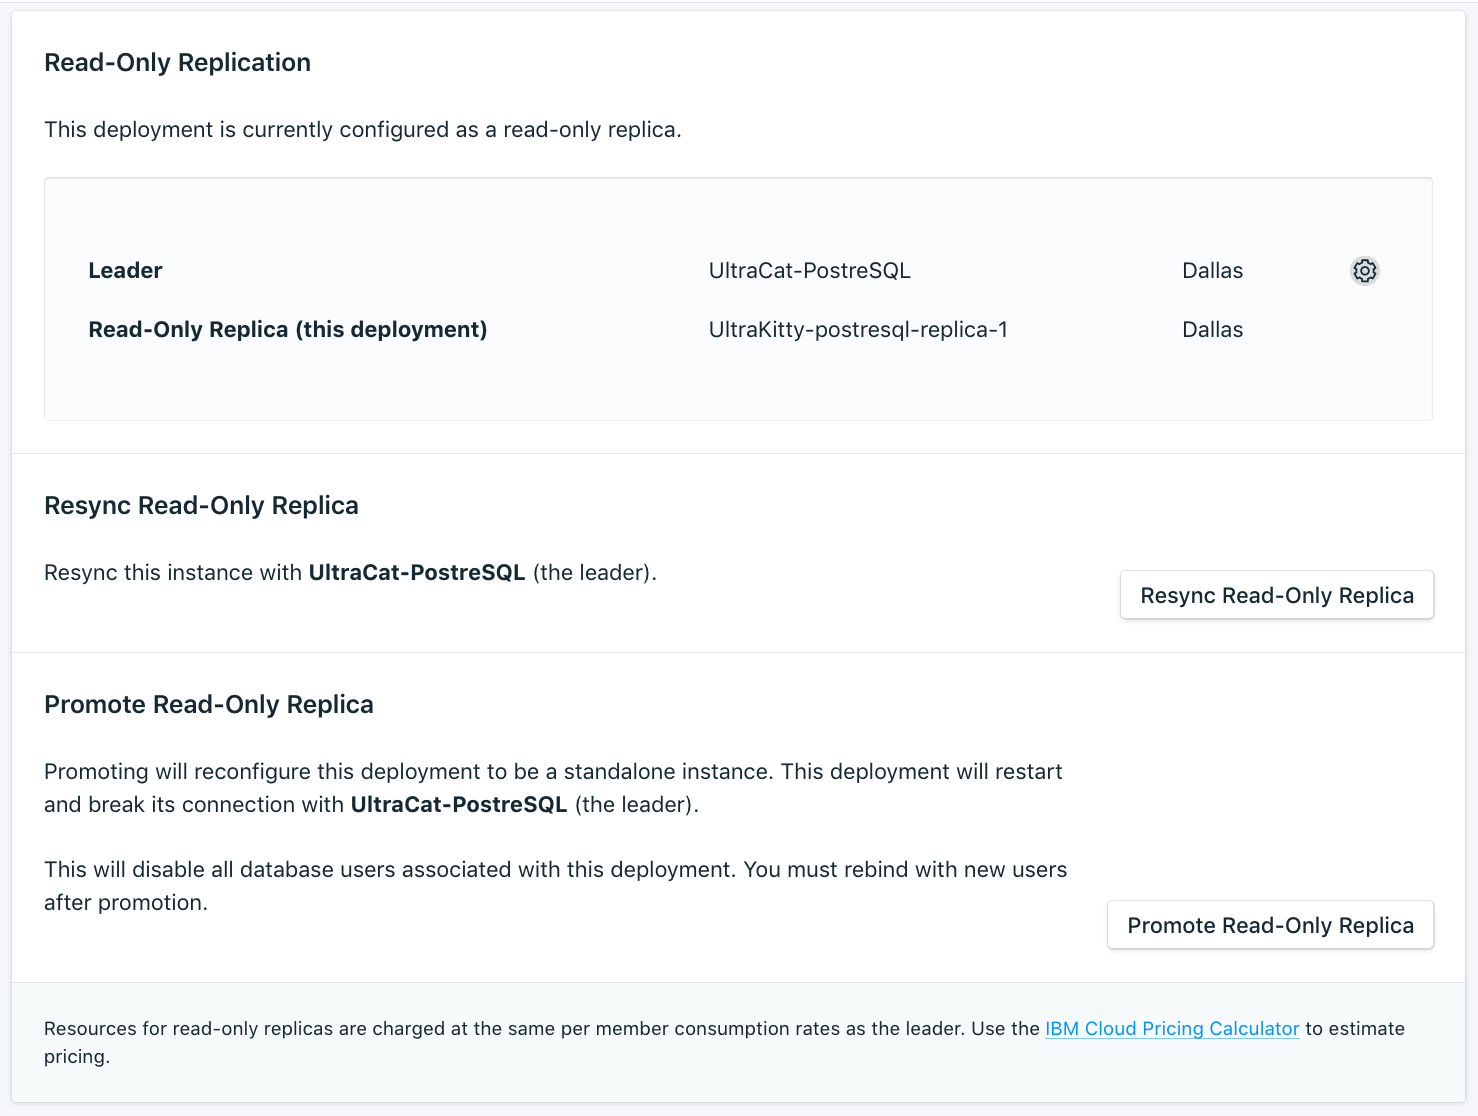 Read-Only Replication
This deployment is currently configured as a read-only replica.
Leader UltraCat-PostreSQL Dallas
Read-Only Replica (this deployment) UltraKitty-postresql-replica-1 Dallas
Resync Read-Only Replica
Resync this instance with UltraCat-PostreSQL (the leader).
Resync Read-Only Replica
Promote Read-Only Replica
Promoting will reconfigure this deployment to be a standalone instance. This deployment will restart
and break its connection with UltraCat-PostreSQL (the leader).
This will disable all database users associated with this deployment. You must rebind with new users
after promotion.
Promote Read-Only Replica
Resources for read-only replicas are charged at the same per member consumption rates as the leader. Use the IBM Cloud Pricing Calculator to estimate
pricing.